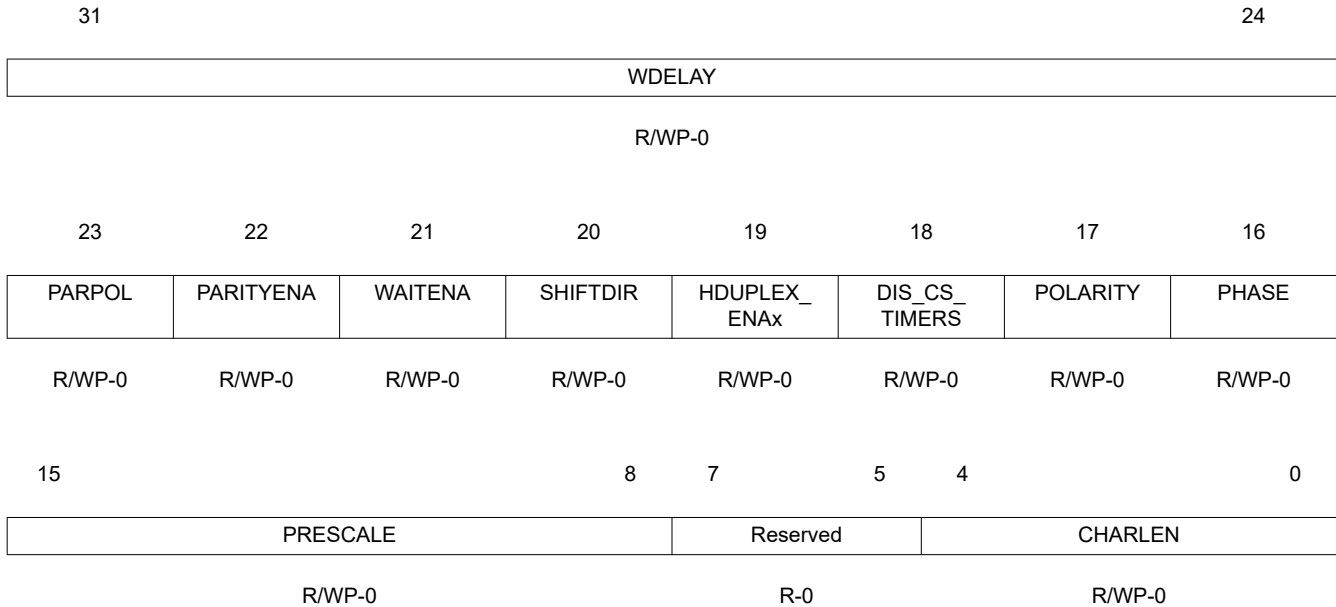 31 24
WDELAY
R/WP-0
23 22 21 20 19 18 17 16
PARPOL PARITYENA WAITENA SHIFTDIR HDUPLEX_ DIS_CS_ POLARITY PHASE
ENAx TIMERS
R/WP-0 R/WP-0 R/WP-0 R/WP-0 R/WP-0 R/WP-0 R/WP-0 R/WP-0
15 8 7 5 4 0
PRESCALE Reserved CHARLEN
R/WP-0 R-0 R/WP-0